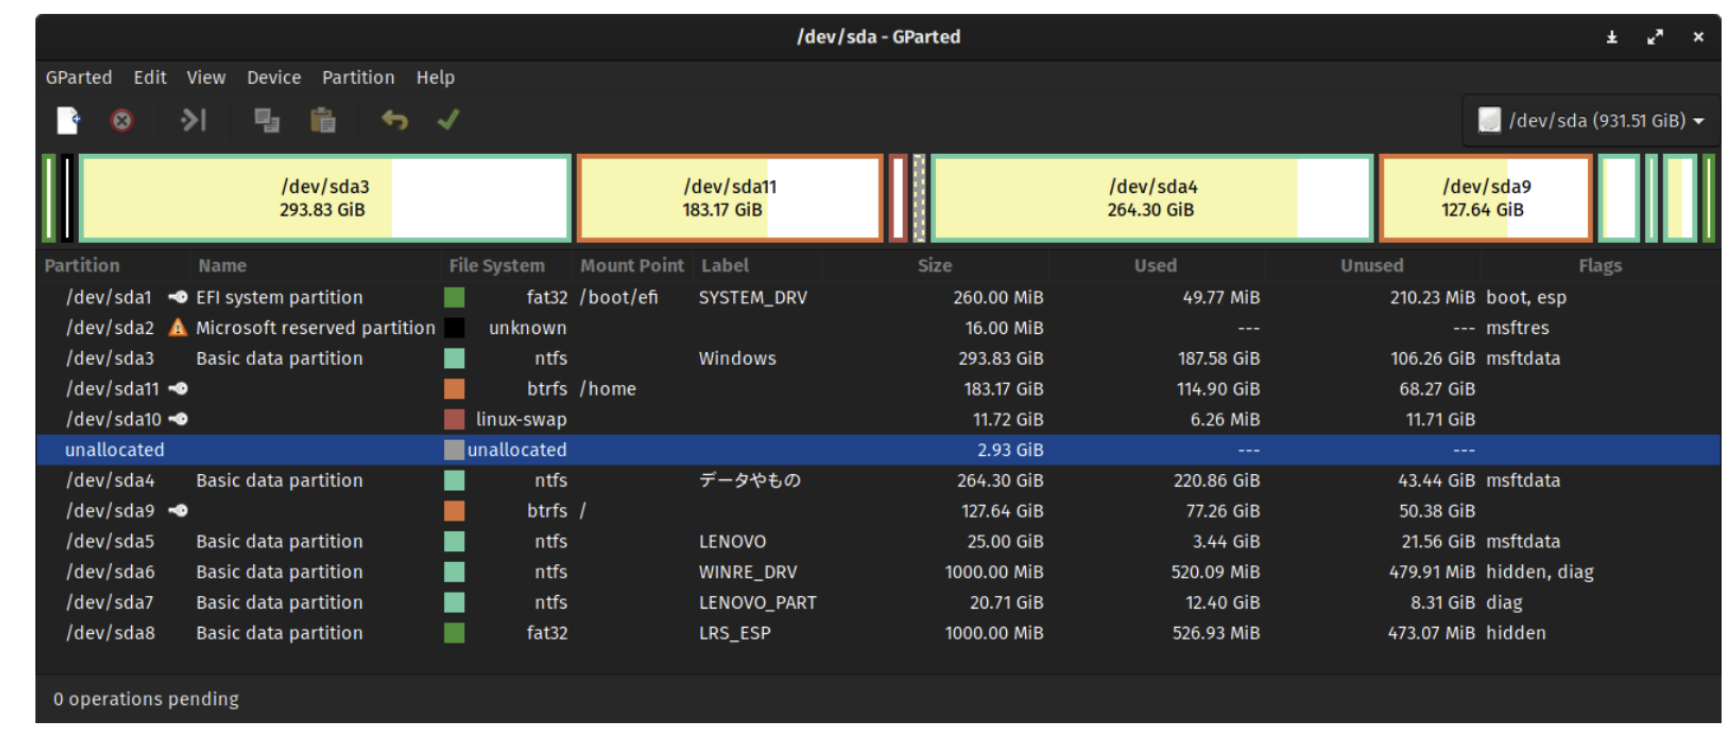 /dev/sda - GParted
GParted Edit View Device Partition Help
/dev/sda (931.51 GiB)
/dev/sda3 /dev/sda11 /dev/sda4 /dev/sda9
293.83 GiB 183.17 GiB 264.30 GiB 127.64 GiB
Partition Name File System Mount Point Label Size Used Unused Flags
/dev/sda1 EFI system partition fat32 /boot/efi SYSTEM_DRV 260.00 MiB 49.77 MiB 210.23 MiB boot, esp
/dev/sda2 Microsoft reserved partition unknown 16.00 MiB --- --- msftres
/dev/sda3 Basic data partition ntfs Windows 293.83 GiB 187.58 GiB 106.26 GiB msftdata
/dev/sda11 btrfs /home 183.17 GiB 114.90 GiB 68.27 GiB
/dev/sda10 linux-swap 11.72 GiB 6.26 MiB 11.71 GiB
unallocated unallocated 2.93 GiB --- ---
/dev/sda4 Basic data partition ntfs データやもの 264.30 GiB 220.86 GiB 43.44 GiB msftdata
/dev/sda9 btrfs / 127.64 GiB 77.26 GiB 50.38 GiB
/dev/sda5 Basic data partition ntfs LENOVO 25.00 GiB 3.44 GiB 21.56 GiB msftdata
/dev/sda6 Basic data partition ntfs WINRE_DRV 1000.00 MiB 520.09 MiB 479.91 MiB hidden, diag
/dev/sda7 Basic data partition ntfs LENOVO_PART 20.71 GiB 12.40 GiB 8.31 GiB diag
/dev/sda8 Basic data partition fat32 LRS_ESP 1000.00 MiB 526.93 MiB 473.07 MiB hidden
0 operations pending